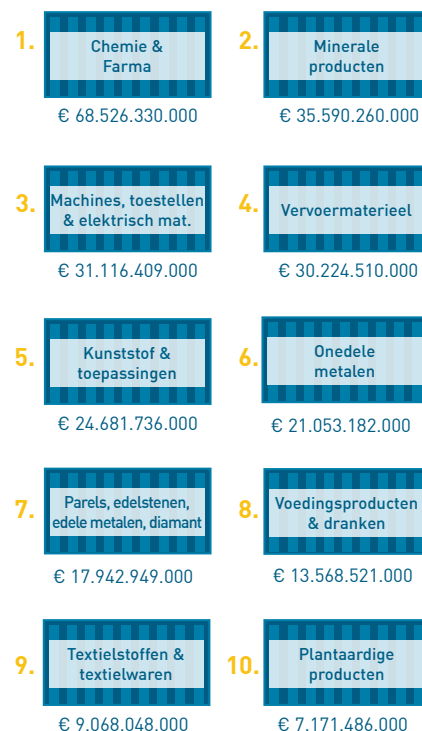 1.
Chemie &
Farma
€ 68.526.330.000
2.
Minerale
producten
€ 35.590.260.000
3.
Machines, toestellen
& elektrisch mat.
€ 31.116.409.000
4.
Vervoermaterieel
€ 30.224.510.000
5.
Kunststof &
toepassingen
€ 24.681.736.000
6.
Onedele
metalen
€ 21.053.182.000
7.
Parels, edelstenen,
edele metalen, diamant
€ 17.942.949.000
8.
Voedingsproducten
& dranken
€ 13.568.521.000
9.
Textielstoffen &
textielwaren
€ 9.068.048.000
10.
Plantaardige
producten
€ 7.171.486.000